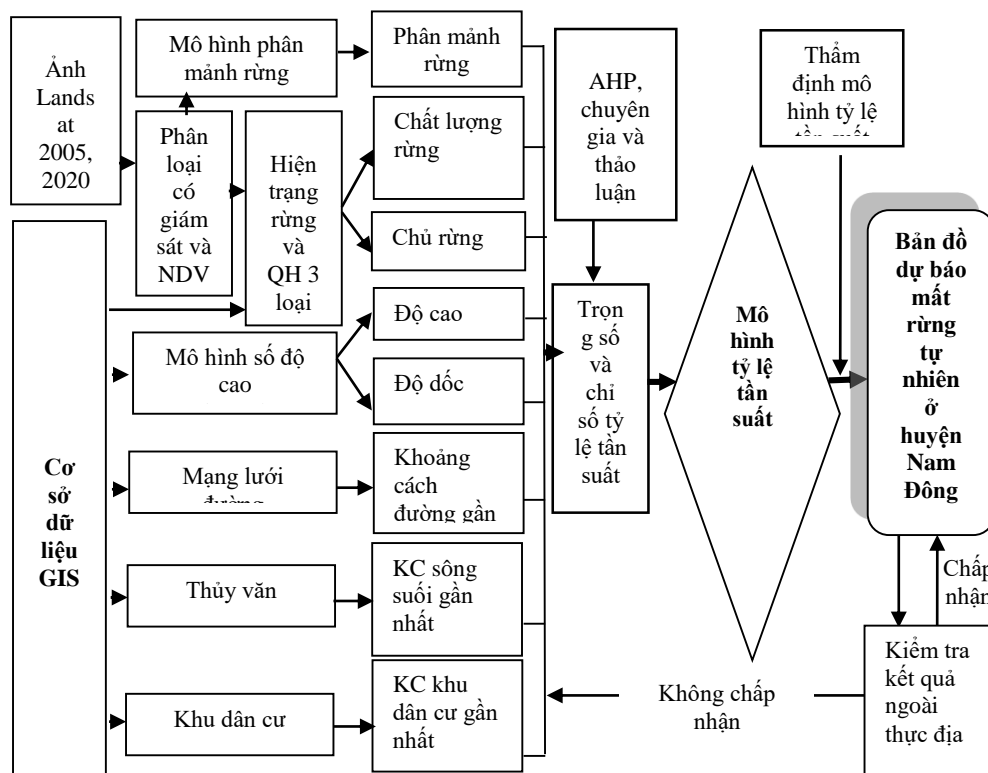 Ảnh
Lands
at
2005,
2020
Mô hình phân
mảnh rừng
Phân mảnh
rừng
Phân
loại
có
giám
sát và
NDV
Hiện
trạng
rừng
và
QH 3
loại
Chất lượng
rừng
Chủ rừng
AHP,
chuyên
gia và
thảo
luận
Thẩm
định mô
hình tỷ lệ
tần suất
Cơ
sở
dữ
liệu
GIS
Mô hình số độ
cao
Độ cao
Độ dốc
Mạng lưới
đường
Khoảng
cách
đường gần
Thủy văn
KC sông
suối gần
nhất
Khu dân cư
KC khu
dân cư gần
nhất
Trọn
g số
và
chỉ
số tỷ
lệ tần
suất
Mô
hình
tỷ lệ
tần
suất
Bản đồ
dự báo
mất
rừng
tự
nhiên
ở
huyện
Nam
Đông
Chấp
nhận
Kiểm tra
kết quả
ngoài
thực địa
Không chấp
nhận